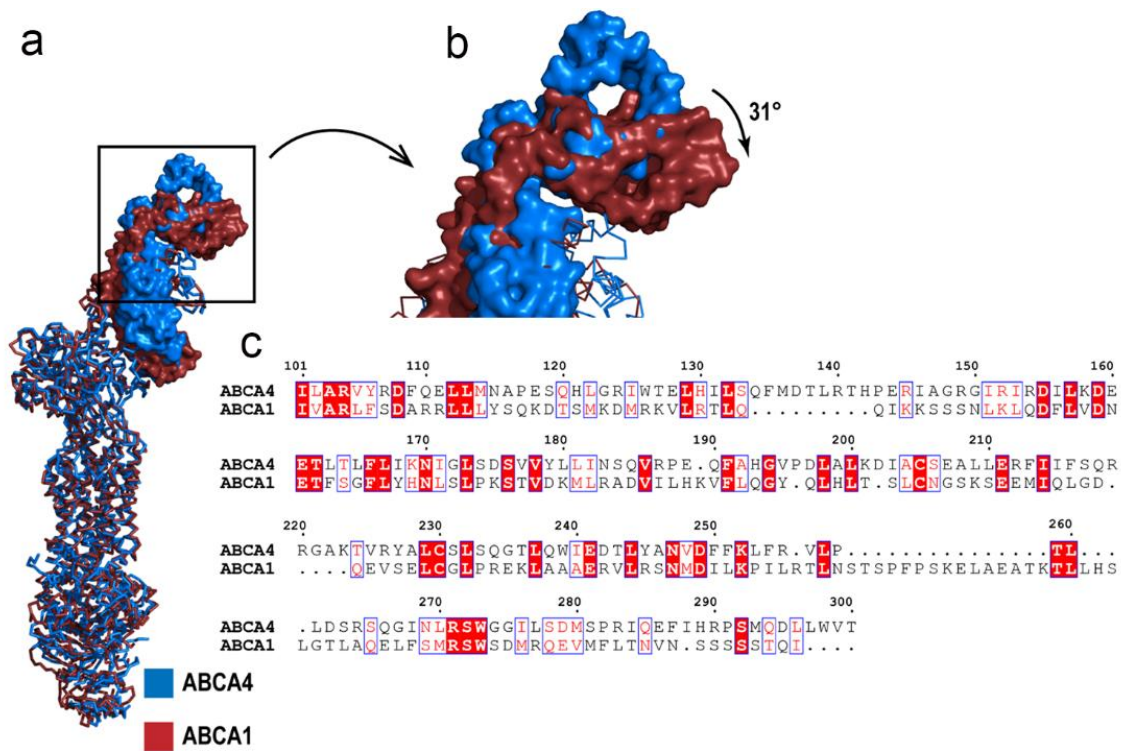 a
b
31°
c
101 110 120 130 140 150 160
ABCA4 ILARVYRDFQELLMNAPESQHLGRIWTELHILSQFMDTLRTHPERIAGRGIRIRDILKDE
ABCA1 IVARLFSDARRLLLYSQKDTSMKDMRKVLRTLQ.........QIKKSSSNLKLQDFLVDN
170 180 190 200 210
ABCA4 ETLTLFLIKNIGLSDSVVYLLINSQVRPE.QFAHGVPDLALKDIACSEALLERFIIFSQR
ABCA1 ETFSGFLYHNLSLPKSTVDKMLRADVILHKVFLQGY.QLHLT.SLCNGSKSEEMIQLGD.
220 230 240 250 260
ABCA4 RGAKTVRYALCSLSQGTLQWIEDTLYANVDFFKLFR.VLP...............TL...
ABCA1 ....QEVSELCGLPREKLAAAERVLRSNMDILKPILRTLNSTSPFPSKELAEATKTLLHS
270 280 290 300
ABCA4 .LDSRSQGINLRSWGGILSDMSPRIQEFIHRPSMQDLLWVT
ABCA1 LGTLAQELFSMRSWSDMRQEVMFLTNVN.SSSSSTQI....
ABCA4
ABCA1